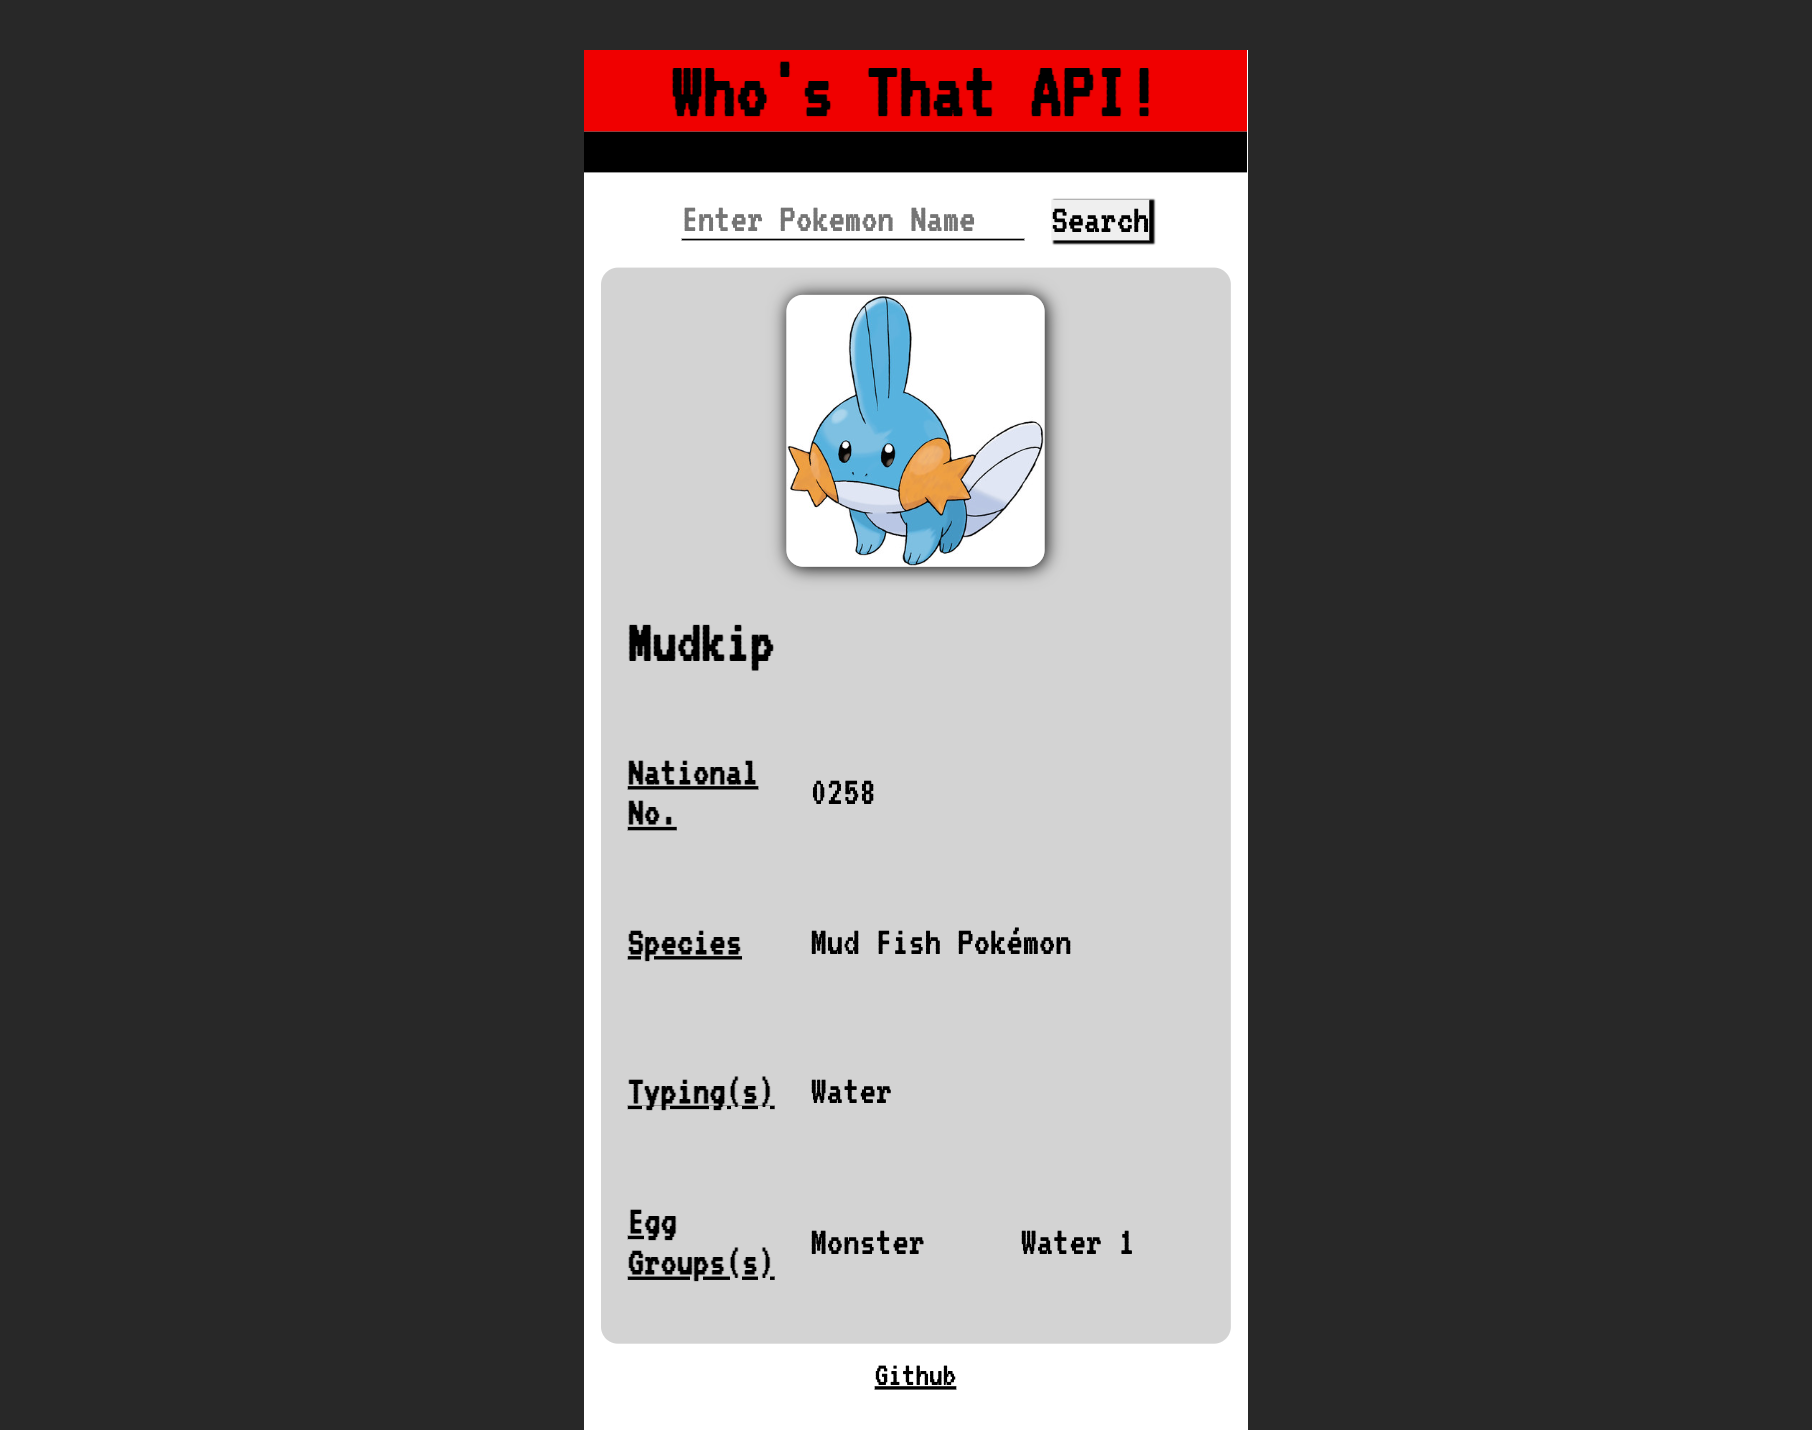 Who's That API!
Enter Pokemon Name
Search
Mudkip
National
No.
0258
Species
Mud Fish Pokémon
Typing(s)
Water
Egg
Groups(s)
Monster
Water 1
Github